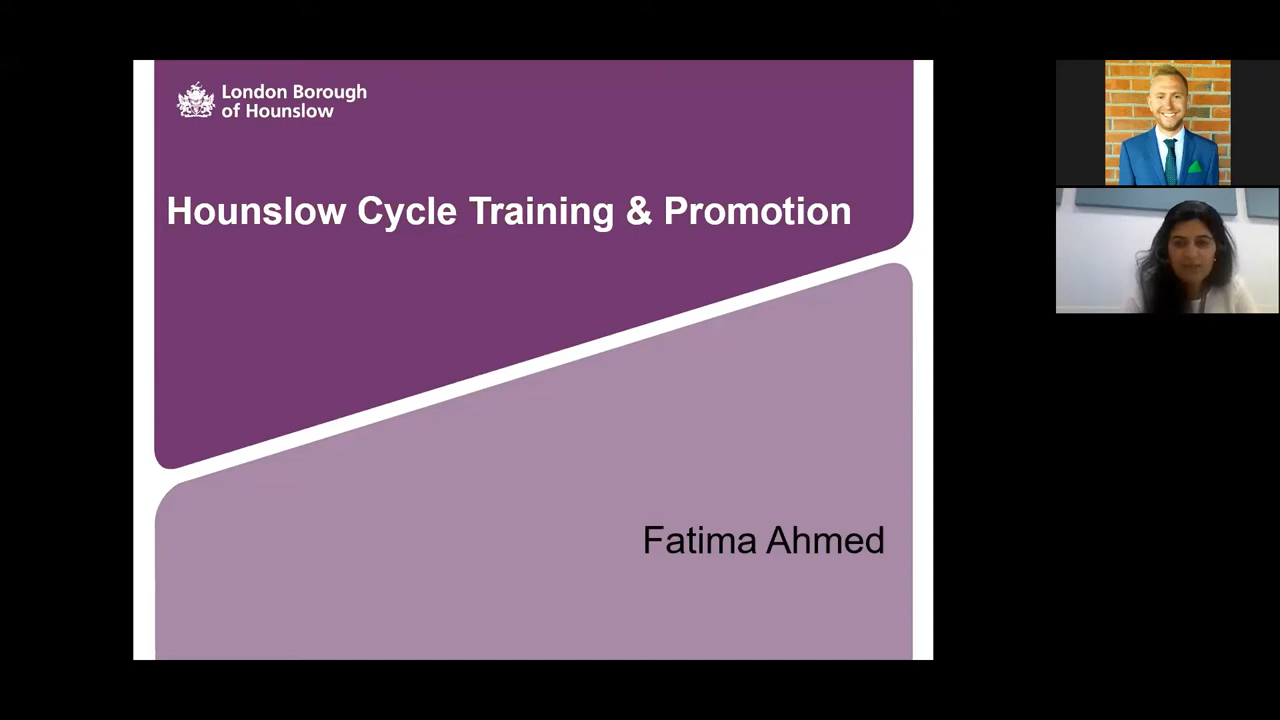 London Borough
of Hounslow
Hounslow Cycle Training & Promotion
Fatima Ahmed